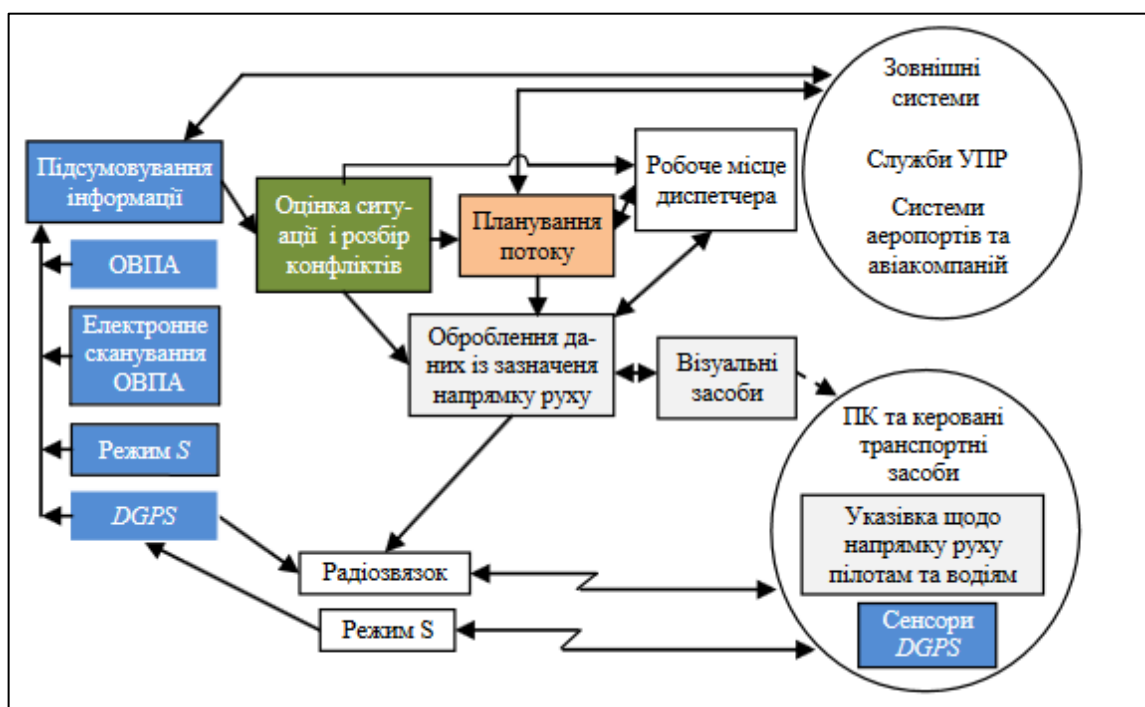 Зовнішні
системи
Служби УПР
Системи
аеропортів та
авіакомпаній
Підсумовування
інформації
Оцінка ситу-
ації і розбір
конфліктів
Планування
потоку
Робоче місце
диспетчера
ОВПА
Електронне
сканування
ОВПА
Режим S
DGPS
Оброблення да-
них із зазначеня
напрямку руху
Візуальні
засоби
ПК та керовані
транспортні
засоби
Указівка щодо
напрямку руху
пілотам та водіям
Сенсори
DGPS
Радіозвязок
Режим S